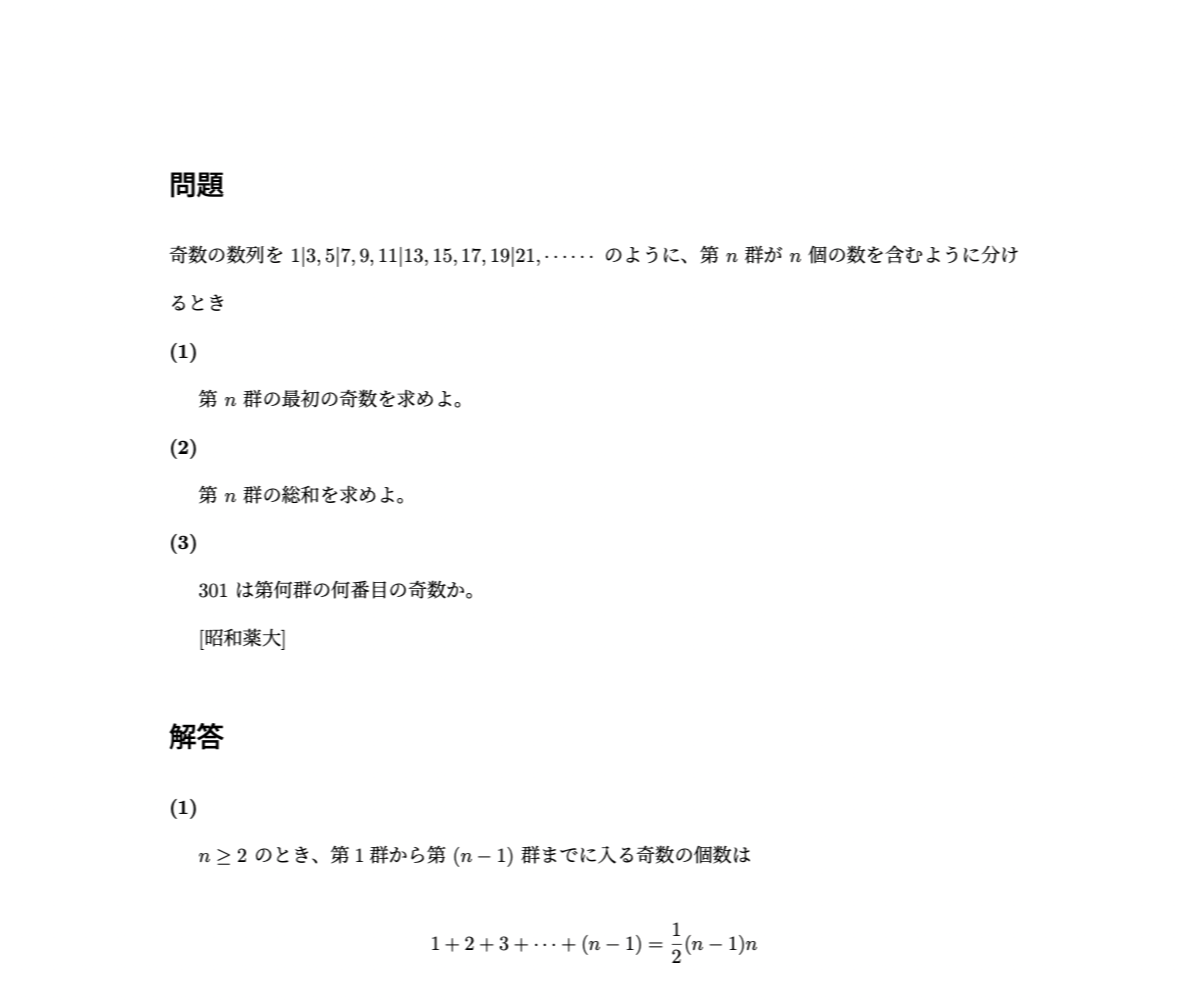 問題
奇数の数列を 1|3, 5|7, 9, 11|13, 15, 17, 19|21, ⋯⋯ のように、第 n 群が n 個の数を含むように分け
るとき
(1)
第 n 群の最初の奇数を求めよ。
(2)
第 n 群の総和を求めよ。
(3)
301 は第何群の何番目の奇数か。
[昭和薬大]
解答
(1)
n ≥ 2 のとき、第 1 群から第 (n − 1) 群までに入る奇数の個数は
1 + 2 + 3 + ⋯ + (n − 1) = \frac{1}{2}(n − 1)n